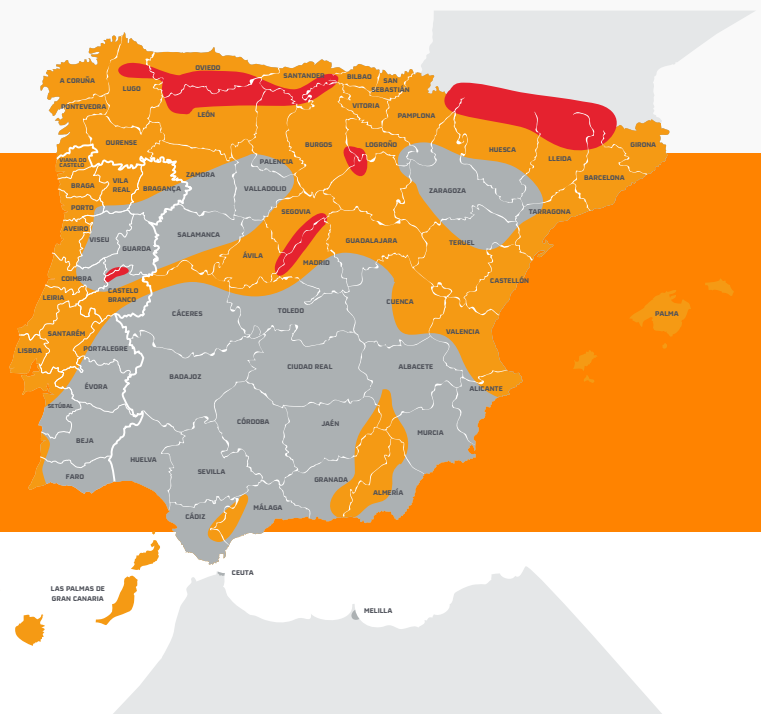 OVIEDO
A CORUÑA
LUGO
SANTANDER
BILBAO
SAN
SEBASTIÁN
PONTEVEDRA
LEÓN
VITORIA
PAMPLONA
OURENSE
BURGOS
LOGROÑO
HUESCA
GIRONA
VIANA DO
CASTELO
PALENCIA
LLEIDA
ZAMORA
BARCELONA
BRAGA
VILA
REAL
BRAGANÇA
VALLADOLID
ZARAGOZA
PORTO
SEGOVIA
TARRAGONA
AVEIRO
VISEU
SALAMANCA
GUARDA
GUADALAJARA
TERUEL
ÁVILA
MADRID
COIMBRA
CASTELLÓN
CASTELO
BRANCO
LEIRIA
CUENCA
CÁCERES
TOLEDO
PALMA
SANTARÉM
VALENCIA
LISBOA
PORTALEGRE
CIUDAD REAL
ALBACETE
BADAJOZ
ÉVORA
ALICANTE
SETÚBAL
CÓRDOBA
JAÉN
MURCIA
BEJA
HUELVA
SEVILLA
FARO
GRANADA
ALMERÍA
MÁLAGA
CÁDIZ
CEUTA
LAS PALMAS DE
GRAN CANARIA
MELILLA